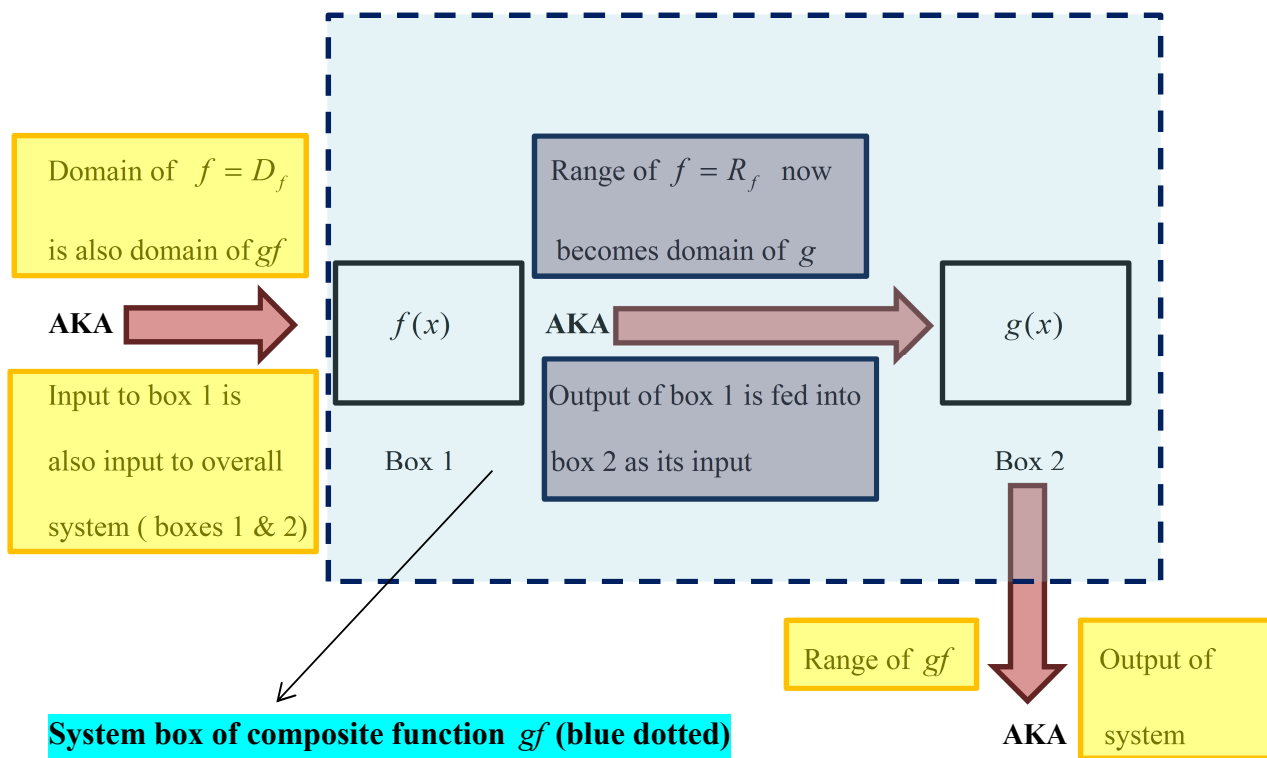 Domain of f = D_f
is also domain of gf
AKA
Input to box 1 is
also input to overall
system ( boxes 1 & 2)
f(x)
Box 1
Range of f = R_f now
becomes domain of g
AKA
Output of box 1 is fed into
box 2 as its input
g(x)
Box 2
Range of gf
AKA
Output of
system
System box of composite function gf (blue dotted)